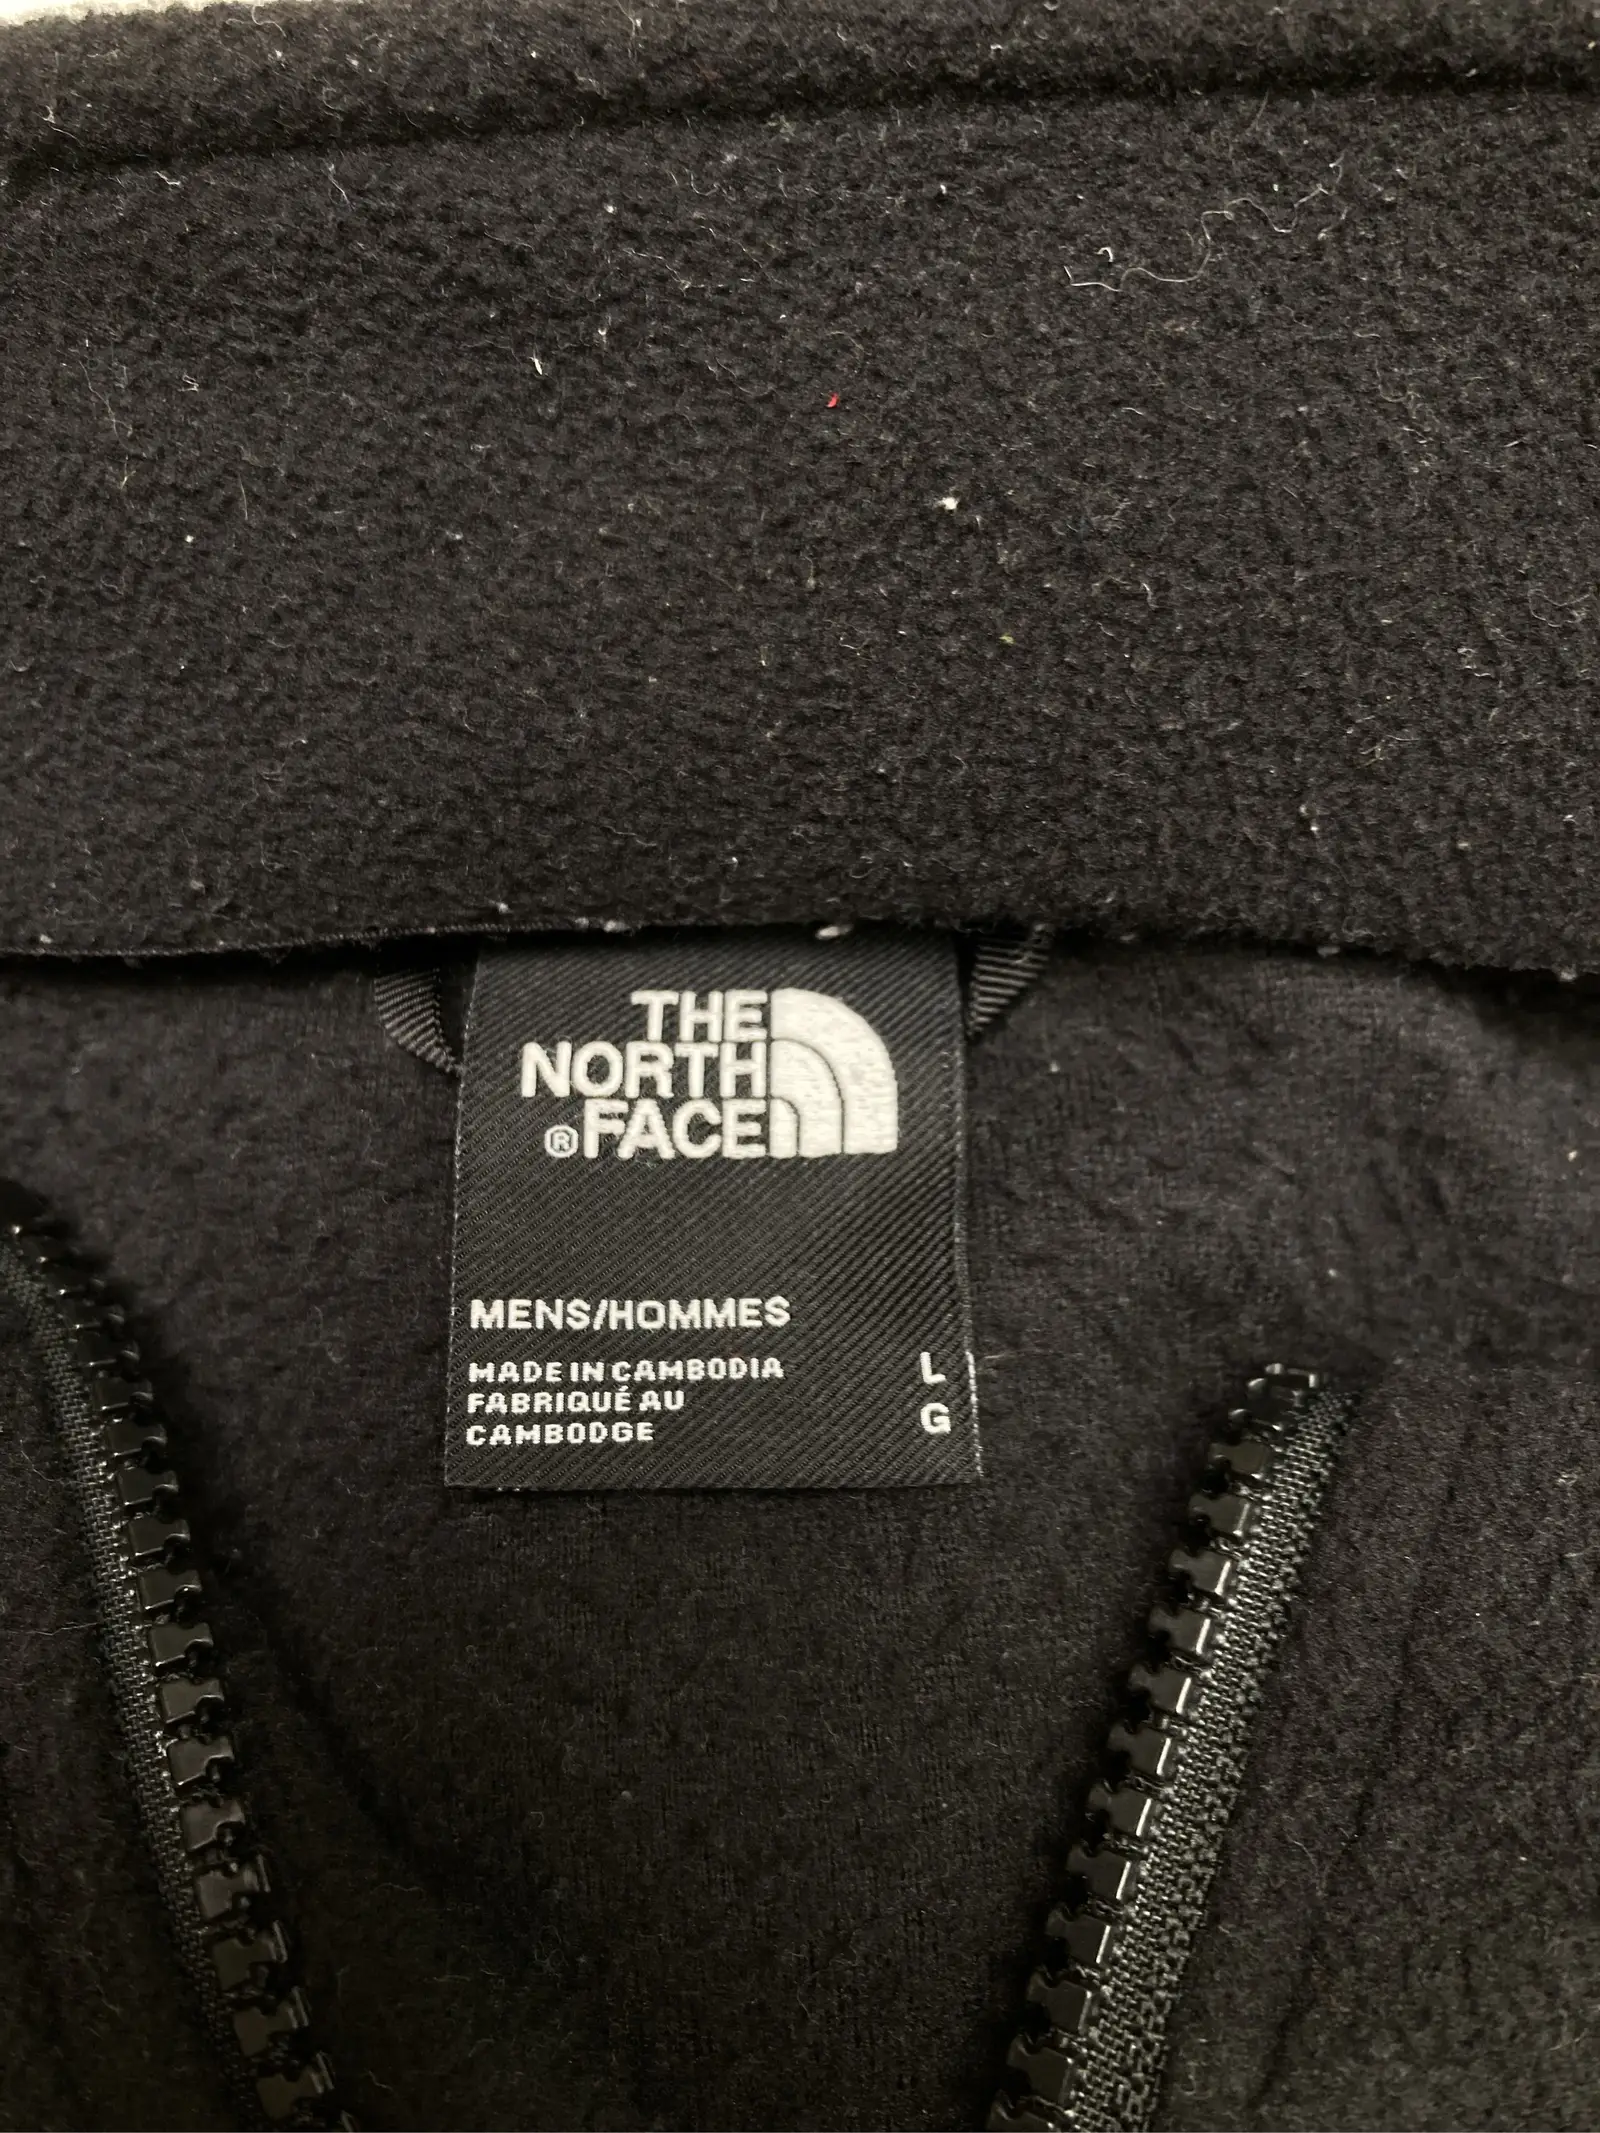 THE
NORTH
®FACE
MENS/HOMMES
MADE IN CAMBODIA
FABRIQUÉ AU
CAMBODGE
L
G